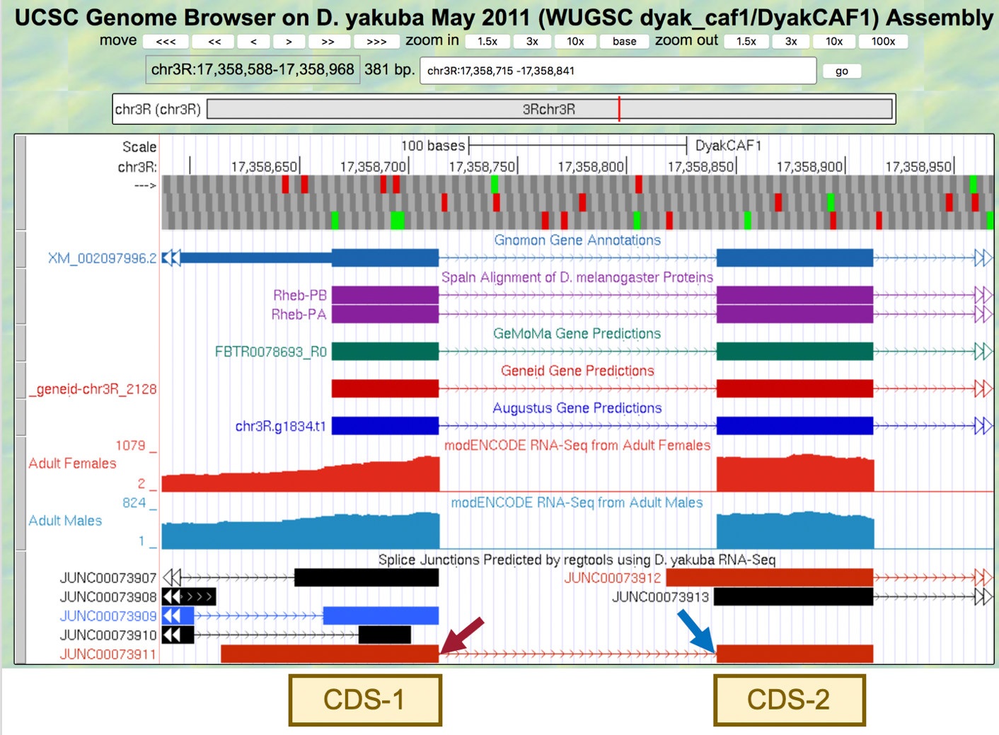 UCSC Genome Browser on D. yakuba May 2011 (WUGSC dyak_caf1/DyakCAF1) Assembly
move <<< << < > >> >>> zoom in 1.5x 3x 10x base zoom out 1.5x 3x 10x 100x
chr3R:17,358,588-17,358,968 381 bp. chr3R:17,358,715 -17,358,841 go
chr3R (chr3R) 3Rchr3R
Scale 100 bases DyakCAF1
chr3R: 17,358,650 17,358,700 17,358,750 17,358,800 17,358,850 17,358,900 17,358,950
--->
Gnomon Gene Annotations
XM_002097996.2
Spaln Alignment of D. melanogaster Proteins
Rheb-PB
Rheb-PA
GeMoMa Gene Predictions
FBTR0078693_R0
Geneid Gene Predictions
_geneid-chr3R_2128
Augustus Gene Predictions
chr3R.g1834.t1
1079 _ modENCODE RNA-Seq from Adult Females
Adult Females
2 _
824 _ modENCODE RNA-Seq from Adult Males
Adult Males
1 _
Splice Junctions Predicted by regtools using D. yakuba RNA-Seq
JUNC00073907 JUNC00073912
JUNC00073908 JUNC00073913
JUNC00073909
JUNC00073910
JUNC00073911
CDS-1 CDS-2